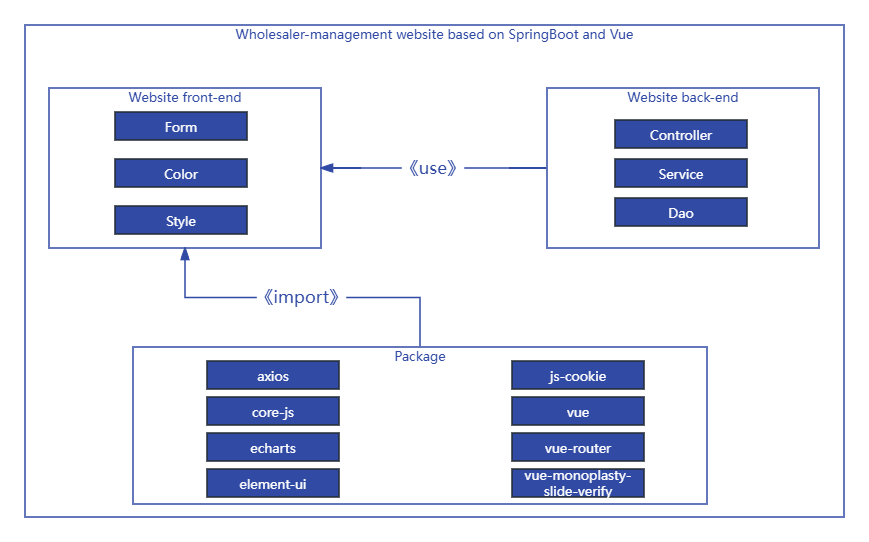 Wholesaler-management website based on SpringBoot and Vue
Website front-end
Form
Color
Style
《use》
Website back-end
Controller
Service
Dao
《import》
Package
axios
core-js
echarts
element-ui
js-cookie
vue
vue-router
vue-monoplasty-
slide-verify